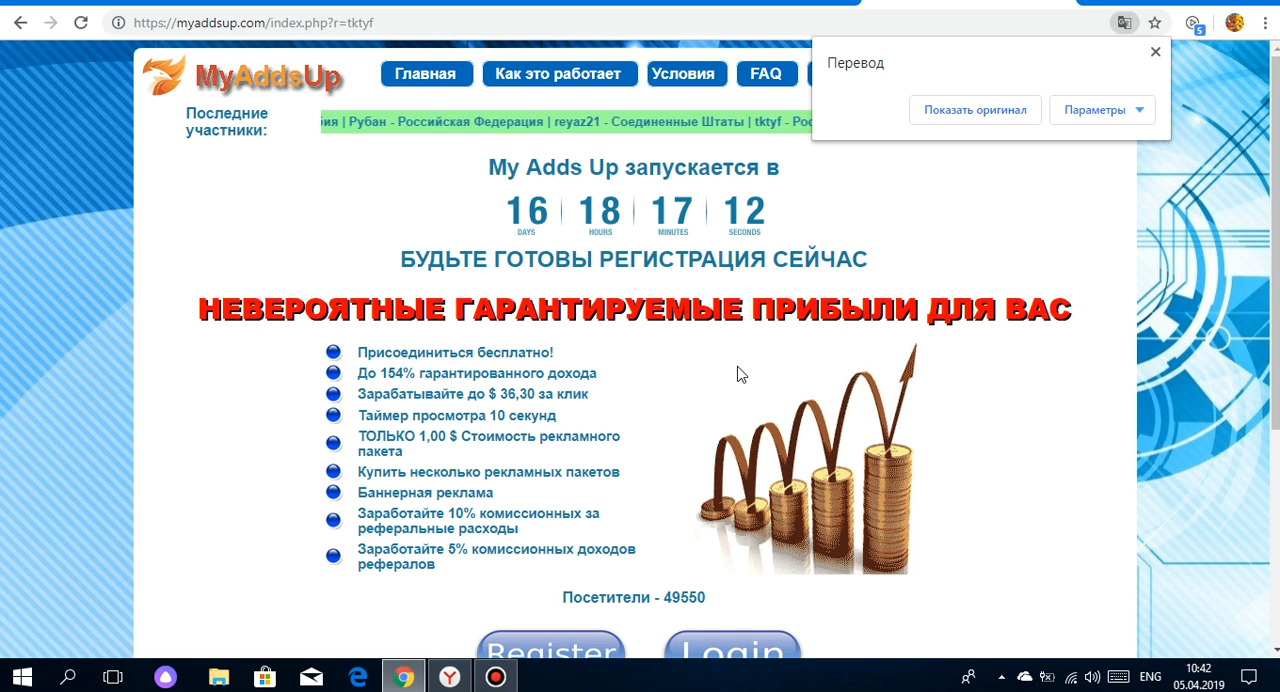 https://myaddsup.com/index.php?r=tktyf
5
MyAddsUp
Главная
Как это работает
Условия
FAQ
Перевод
Показать оригинал
Параметры
Последние
участники:
| Рубан - Российская Федерация | reyaz21 - Соединенные Штаты | tktyf -
My Adds Up запускается в
16 18 17 12
DAYS HOURS MINUTES SECONDS
БУДЬТЕ ГОТОВЫ РЕГИСТРАЦИЯ СЕЙЧАС
НЕВЕРОЯТНЫЕ ГАРАНТИРУЕМЫЕ ПРИБЫЛИ ДЛЯ ВАС
Присоединиться бесплатно!
До 154% гарантированного дохода
Зарабатывайте до $ 36,30 за клик
Таймер просмотра 10 секунд
ТОЛЬКО 1,00 $ Стоимость рекламного
пакета
Купить несколько рекламных пакетов
Баннерная реклама
Заработайте 10% комиссионных за
реферальные расходы
Заработайте 5% комиссионных доходов
рефералов
Посетители - 49550
Register
Login
ENG
10:42
05.04.2019